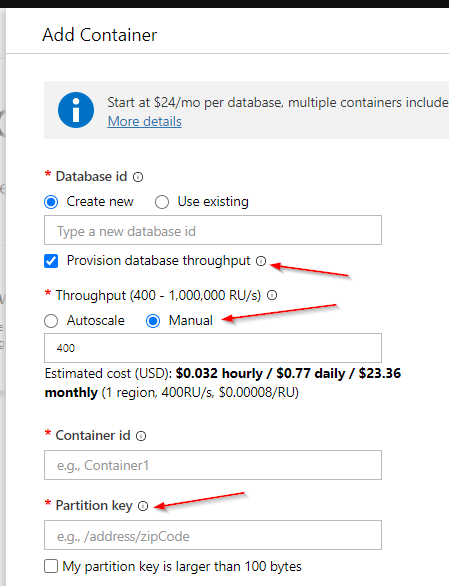 Add Container
Start at $24/mo per database, multiple containers include
More details
* Database id
Create new Use existing
Type a new database id
Provision database throughput
* Throughput (400 - 1,000,000 RU/s)
Autoscale Manual
400
Estimated cost (USD): $0.032 hourly / $0.77 daily / $23.36
monthly (1 region, 400RU/s, $0.00008/RU)
* Container id
e.g., Container1
* Partition key
e.g., /address/zipCode
My partition key is larger than 100 bytes